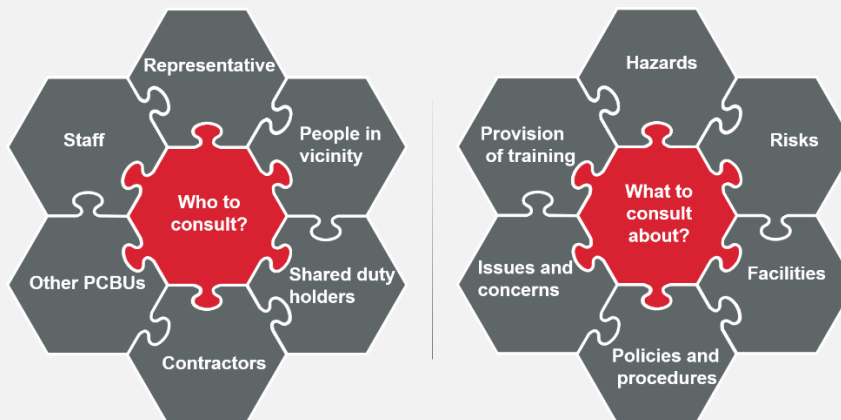 Representative
Staff
People in
vicinity
Who to
consult?
Other PCBUs
Shared duty
holders
Contractors
Hazards
Provision
of training
Risks
What to
consult
about?
Issues and
concerns
Facilities
Policies and
procedures